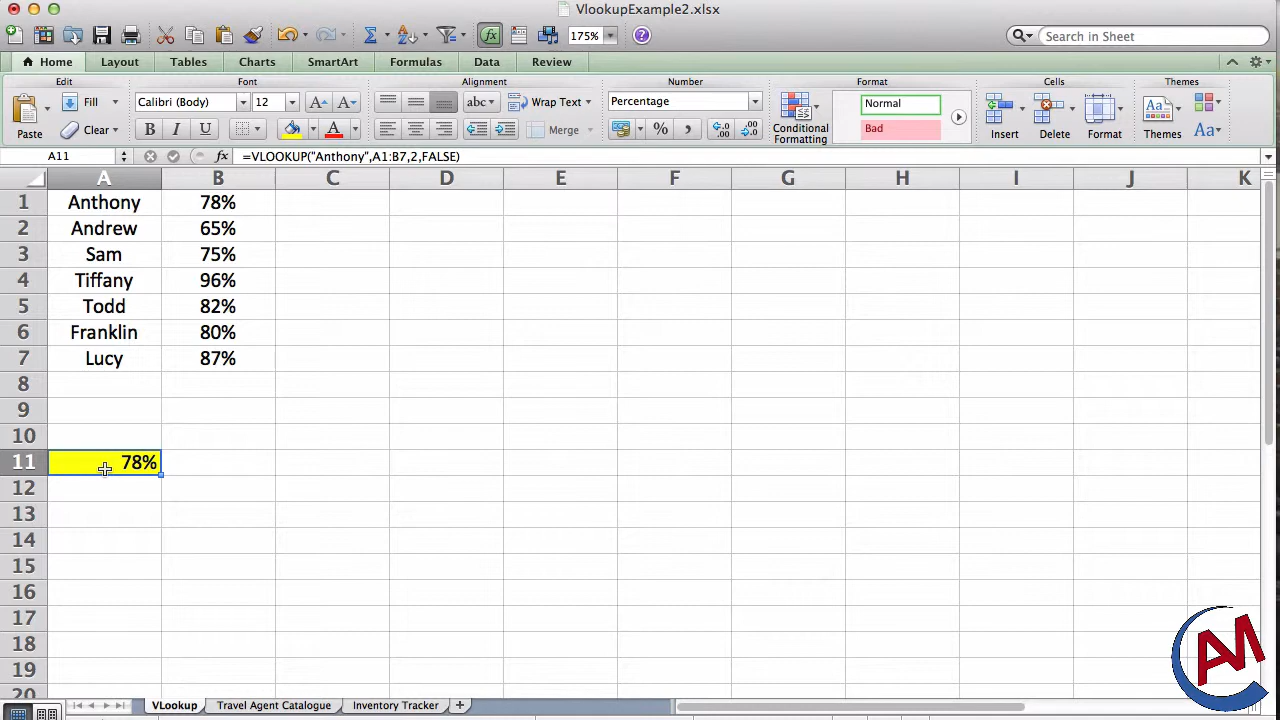 VlookupExample2.xlsx
175%
Search in Sheet
Home Layout Tables Charts SmartArt Formulas Data Review
Edit Font Alignment Number Format Cells Themes
Fill Calibri (Body) 12 abc Wrap Text Percentage Normal
Paste Clear B I U Merge % Conditional Formatting Bad Insert Delete Format Themes Aa
A11 fx =VLOOKUP("Anthony",A1:B7,2,FALSE)
A B C D E F G H I J K
1 Anthony 78%
2 Andrew 65%
3 Sam 75%
4 Tiffany 96%
5 Todd 82%
6 Franklin 80%
7 Lucy 87%
8
9
10
11 78%
12
13
14
15
16
17
18
19
20
VLookup Travel Agent Catalogue Inventory Tracker +
AM